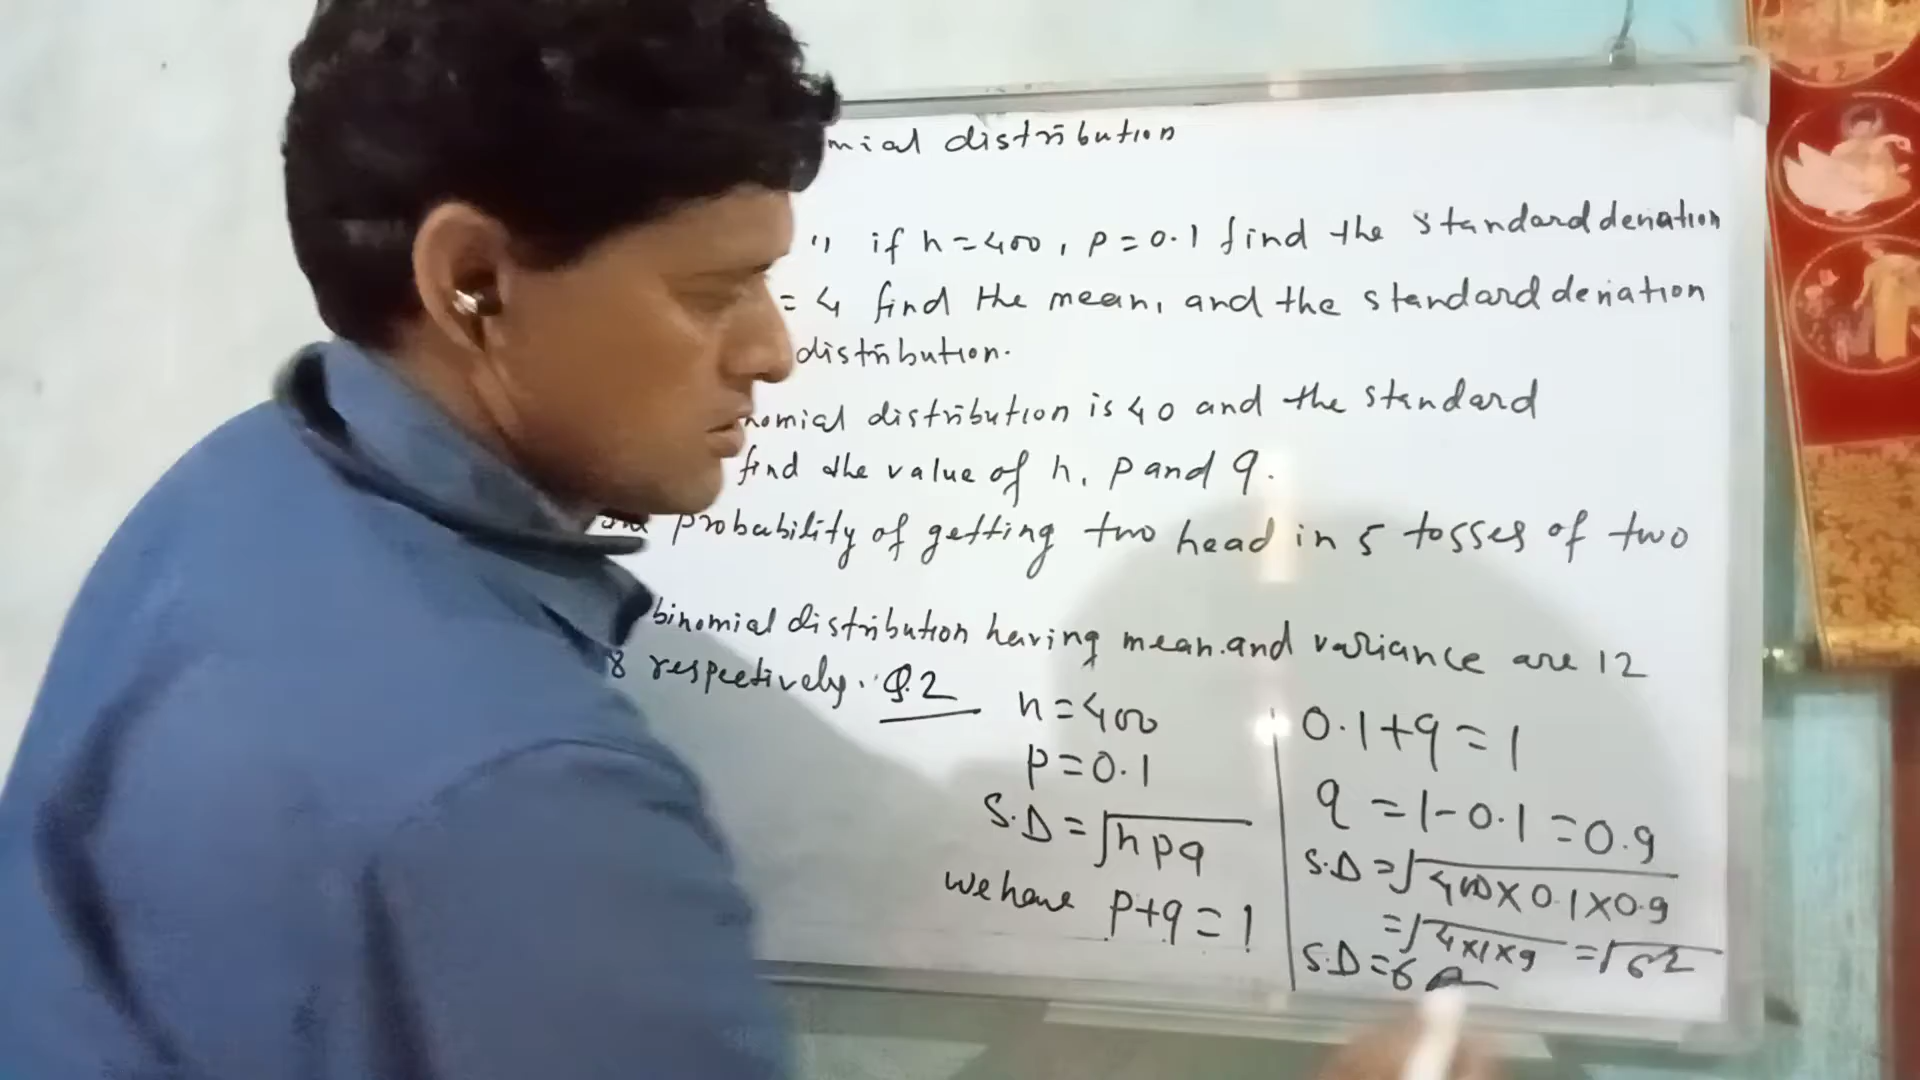 mial distribution
if n=400, p=0.1 find the standard deviation
= 4 find the mean, and the standard deviation
distribution.
nomial distribution is 40 and the standard
find the value of n, p and q.
probability of getting two head in 5 tosses of two
binomial distribution having mean and variance are 12
8 respectively.
Q.2
n=400
p=0.1
S.D=√npq
we have p+q=1
0.1+q=1
q=1-0.1=0.9
S.D=√400×0.1×0.9
=√4×1×9 =√6²
S.D=6